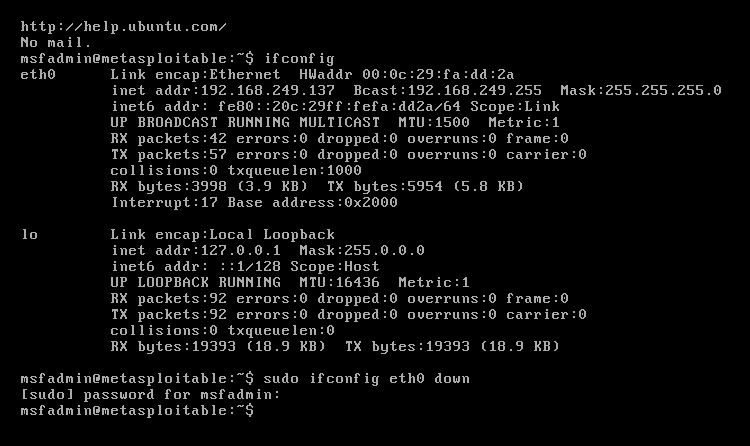 http://help.ubuntu.com/
No mail.
msfadmin@metasploitable:~$ ifconfig
eth0      Link encap:Ethernet  HWaddr 00:0c:29:fa:dd:2a
          inet addr:192.168.249.137  Bcast:192.168.249.255  Mask:255.255.255.0
          inet6 addr: fe80::20c:29ff:fefa:dd2a/64 Scope:Link
          UP BROADCAST RUNNING MULTICAST  MTU:1500  Metric:1
          RX packets:42 errors:0 dropped:0 overruns:0 frame:0
          TX packets:57 errors:0 dropped:0 overruns:0 carrier:0
          collisions:0 txqueuelen:1000
          RX bytes:3998 (3.9 KB)  TX bytes:5954 (5.8 KB)
          Interrupt:17 Base address:0x2000
lo        Link encap:Local Loopback
          inet addr:127.0.0.1  Mask:255.0.0.0
          inet6 addr: ::1/128 Scope:Host
          UP LOOPBACK RUNNING  MTU:16436  Metric:1
          RX packets:92 errors:0 dropped:0 overruns:0 frame:0
          TX packets:92 errors:0 dropped:0 overruns:0 carrier:0
          collisions:0 txqueuelen:0
          RX bytes:19393 (18.9 KB)  TX bytes:19393 (18.9 KB)
msfadmin@metasploitable:~$ sudo ifconfig eth0 down
[sudo] password for msfadmin:
msfadmin@metasploitable:~$